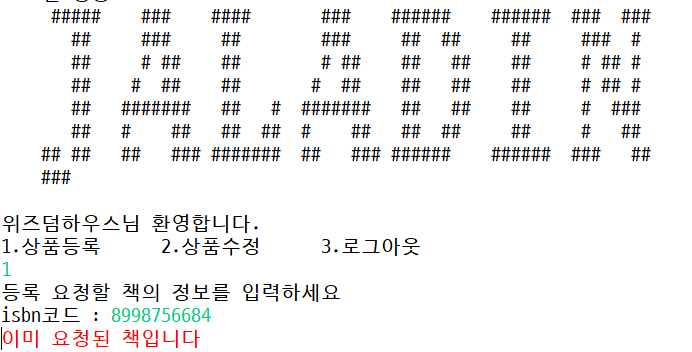 JALADIN
위즈덤하우스님 환영합니다.
1.상품등록 2.상품수정 3.로그아웃
1
등록 요청할 책의 정보를 입력하세요
isbn코드 : 8998756684
이미 요청된 책입니다